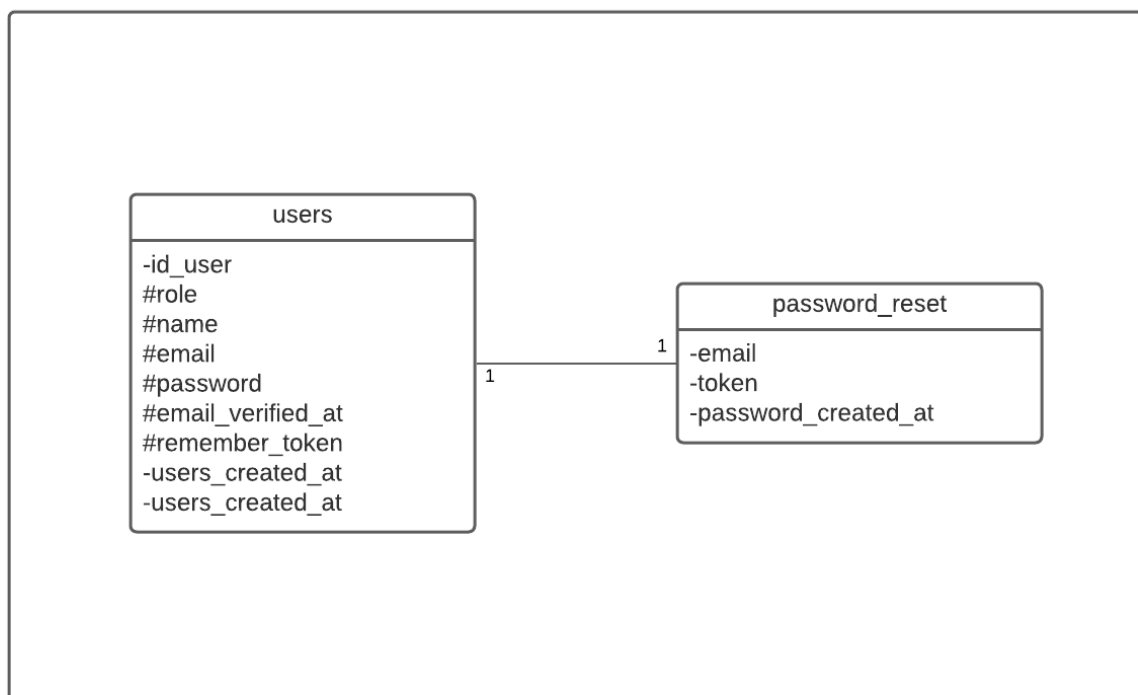 users
-id_user
#role
#name
#email
#password
#email_verified_at
#remember_token
-users_created_at
-users_created_at
1
1
password_reset
-email
-token
-password_created_at